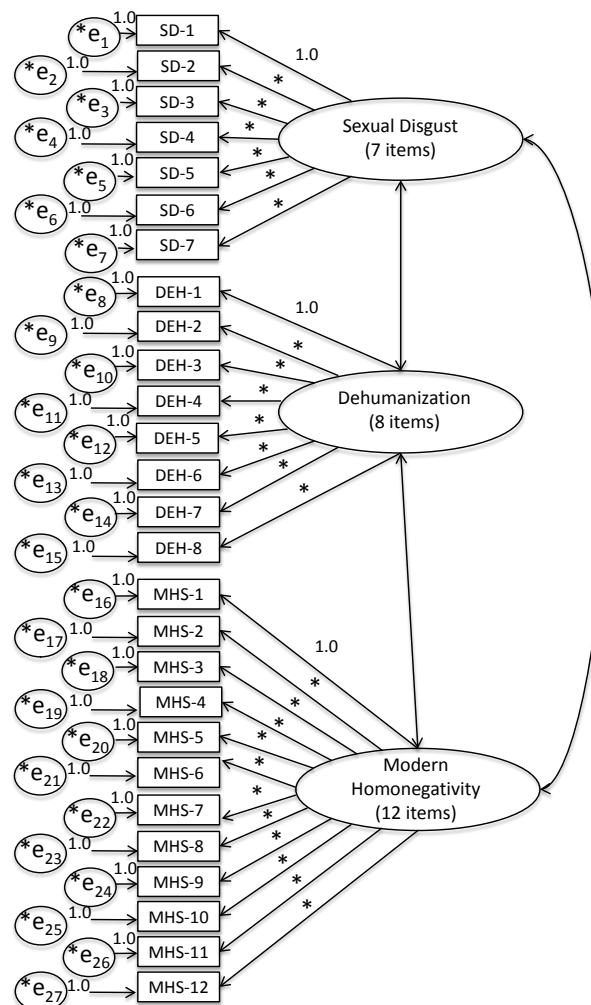 *e1 1.0 SD-1 1.0
*e2 1.0 SD-2 *
*e3 1.0 SD-3 *
*e4 1.0 SD-4 *
*e5 1.0 SD-5 *
*e6 1.0 SD-6 *
*e7 1.0 SD-7 *
Sexual Disgust
(7 items)
*e8 1.0 DEH-1 1.0
*e9 1.0 DEH-2 *
*e10 1.0 DEH-3 *
*e11 1.0 DEH-4 *
*e12 1.0 DEH-5 *
*e13 1.0 DEH-6 *
*e14 1.0 DEH-7 *
*e15 1.0 DEH-8 *
Dehumanization
(8 items)
*e16 1.0 MHS-1 1.0
*e17 1.0 MHS-2 *
*e18 1.0 MHS-3 *
*e19 1.0 MHS-4 *
*e20 1.0 MHS-5 *
*e21 1.0 MHS-6 *
*e22 1.0 MHS-7 *
*e23 1.0 MHS-8 *
*e24 1.0 MHS-9 *
*e25 1.0 MHS-10 *
*e26 1.0 MHS-11 *
*e27 1.0 MHS-12 *
Modern
Homonegativity
(12 items)